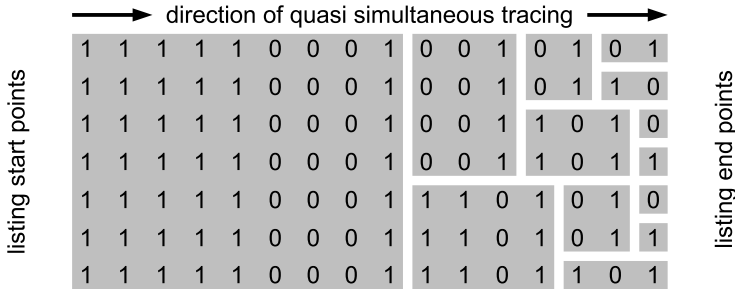 direction of quasi simultaneous tracing
listing start points
1 1 1 1 1 0 0 0 1 0 0 1 0 1 0 1
1 1 1 1 1 0 0 0 1 0 0 1 0 1 1 0
1 1 1 1 1 0 0 0 1 0 0 1 1 0 1 0
1 1 1 1 1 0 0 0 1 0 0 1 1 0 1 1
1 1 1 1 1 0 0 0 1 1 1 0 1 0 1 0
1 1 1 1 1 0 0 0 1 1 1 0 1 0 1 1
1 1 1 1 1 0 0 0 1 1 1 0 1 1 0 1
listing end points